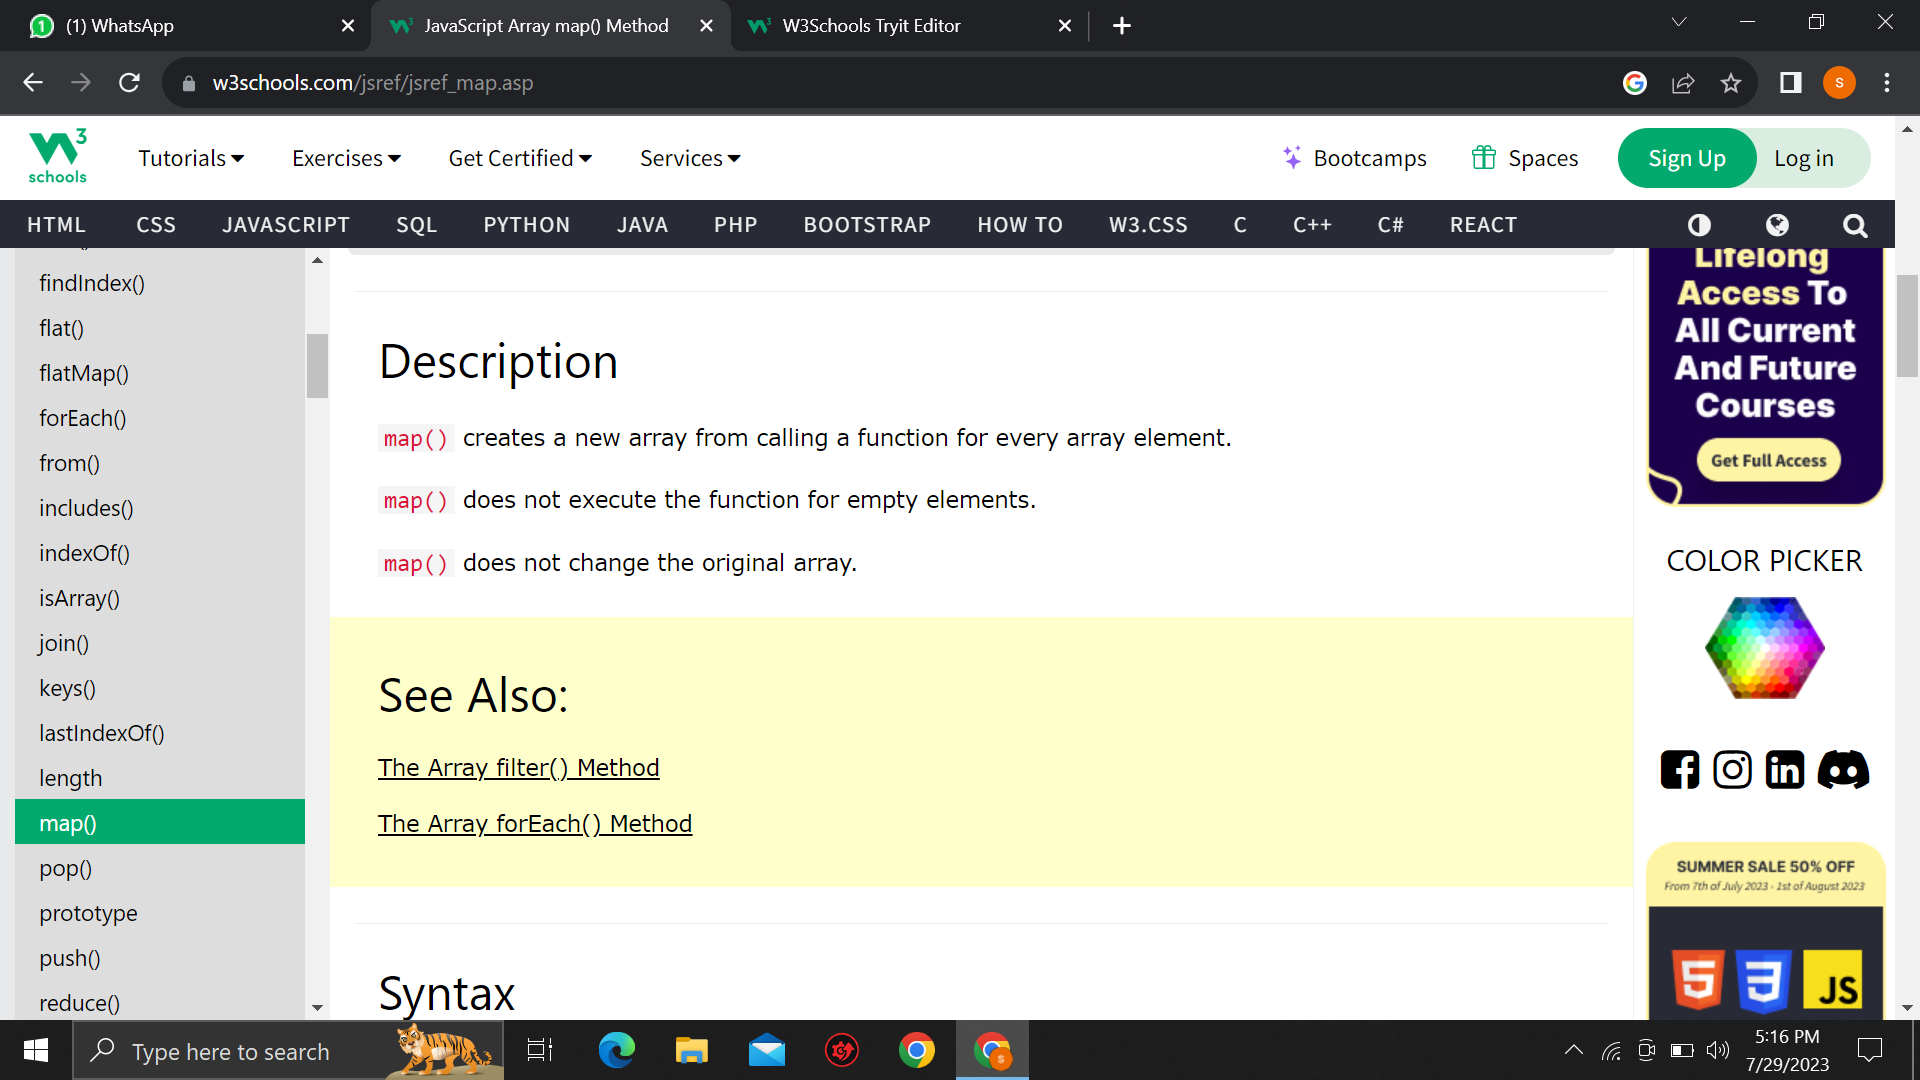 (1) WhatsApp
JavaScript Array map() Method
W3Schools Tryit Editor
w3schools.com/jsref/jsref_map.asp
S
W3 schools
Tutorials
Exercises
Get Certified
Services
Bootcamps
Spaces
Sign Up
Log in
HTML
CSS
JAVASCRIPT
SQL
PYTHON
JAVA
PHP
BOOTSTRAP
HOW TO
W3.CSS
C
C++
C#
REACT
findIndex()
flat()
flatMap()
forEach()
from()
includes()
indexOf()
isArray()
join()
keys()
lastIndexOf()
length
map()
pop()
prototype
push()
reduce()
Description
map() creates a new array from calling a function for every array element.
map() does not execute the function for empty elements.
map() does not change the original array.
See Also:
The Array filter() Method
The Array forEach() Method
Syntax
Lifelong
Access To
All Current
And Future
Courses
Get Full Access
COLOR PICKER
SUMMER SALE 50% OFF
From 7th of July 2023 - 1st of August 2023
5
3
JS
Type here to search
5:16 PM
7/29/2023